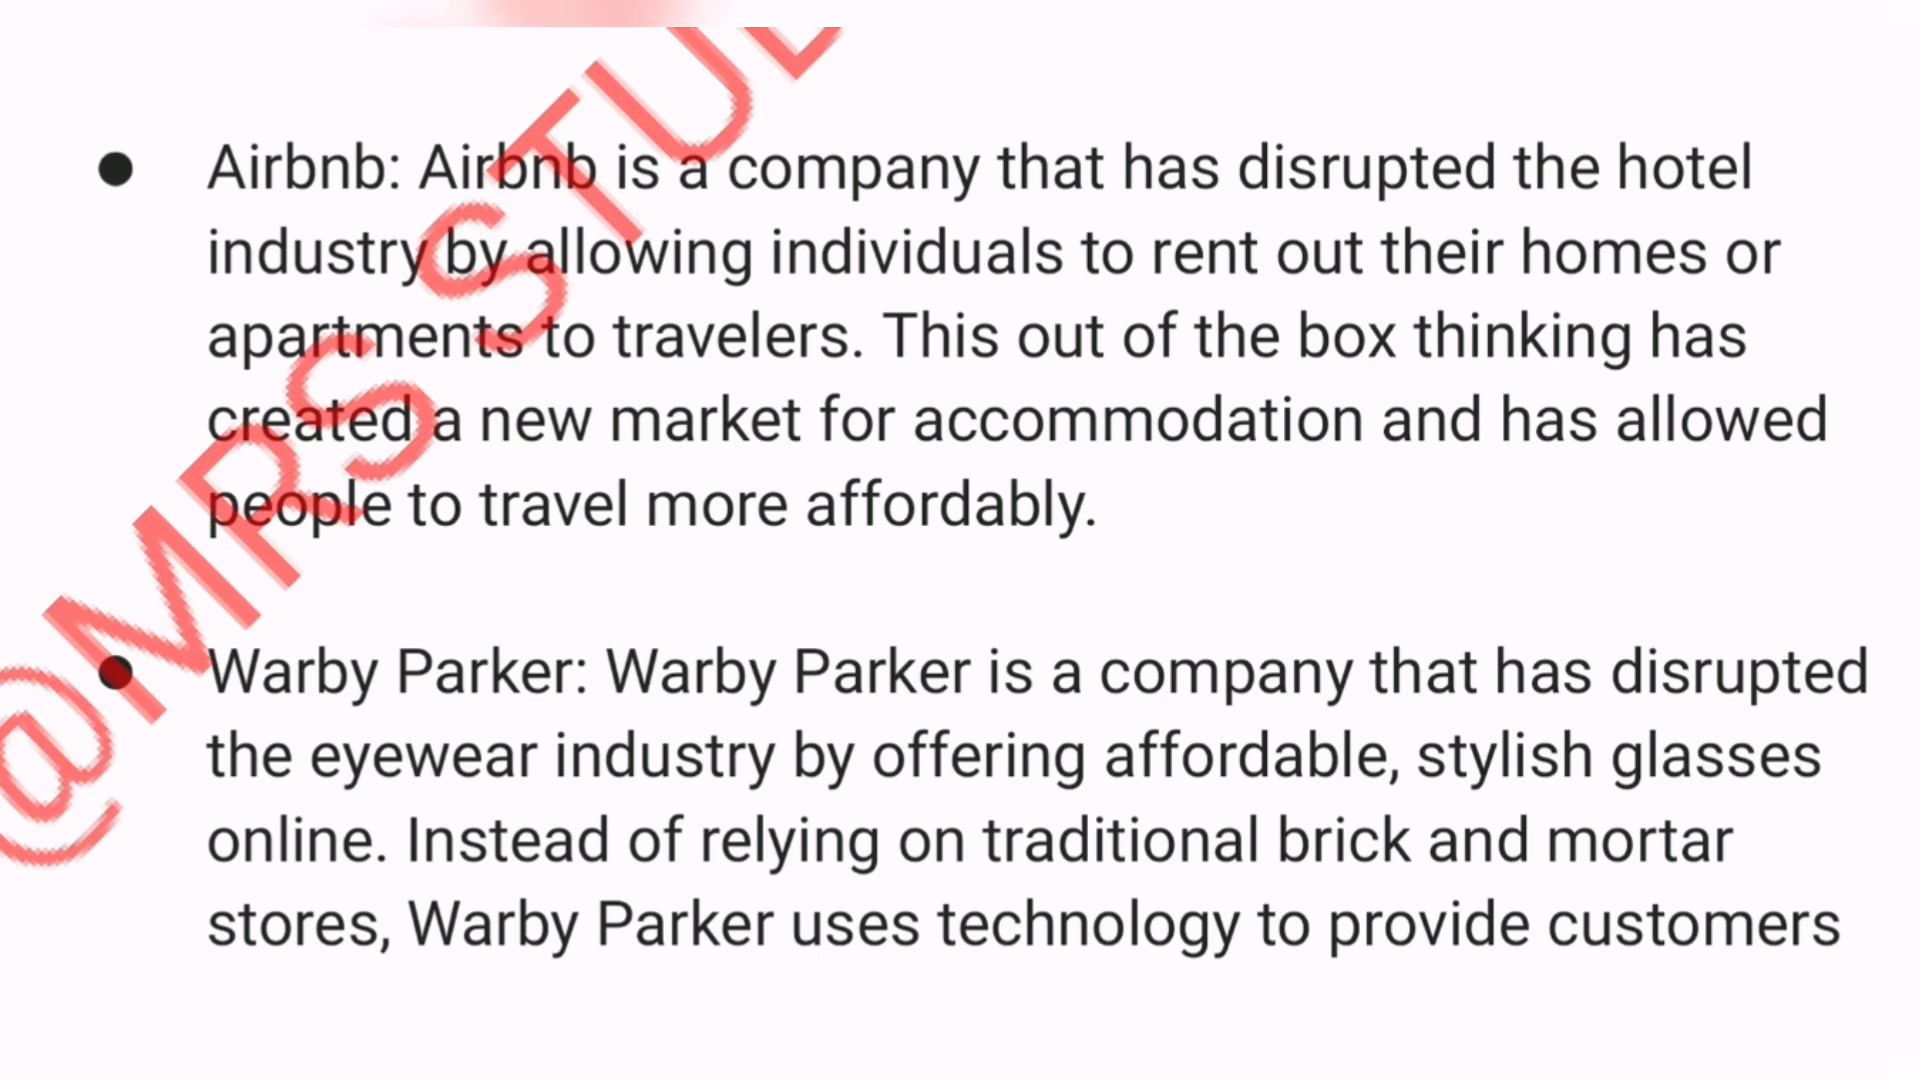 ● Airbnb: Airbnb is a company that has disrupted the hotel
industry by allowing individuals to rent out their homes or
apartments to travelers. This out of the box thinking has
created a new market for accommodation and has allowed
people to travel more affordably.
● Warby Parker: Warby Parker is a company that has disrupted
the eyewear industry by offering affordable, stylish glasses
online. Instead of relying on traditional brick and mortar
stores, Warby Parker uses technology to provide customers
@MRS STU